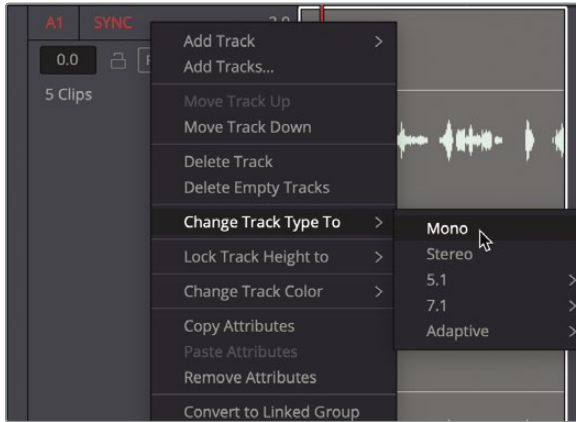 A1 SYNC 2.0
0.0
5 Clips
Add Track >
Add Tracks...
Move Track Up
Move Track Down
Delete Track
Delete Empty Tracks
Change Track Type To >
Lock Track Height to >
Change Track Color >
Copy Attributes
Paste Attributes
Remove Attributes
Convert to Linked Group
Mono
Stereo
5.1 >
7.1 >
Adaptive >